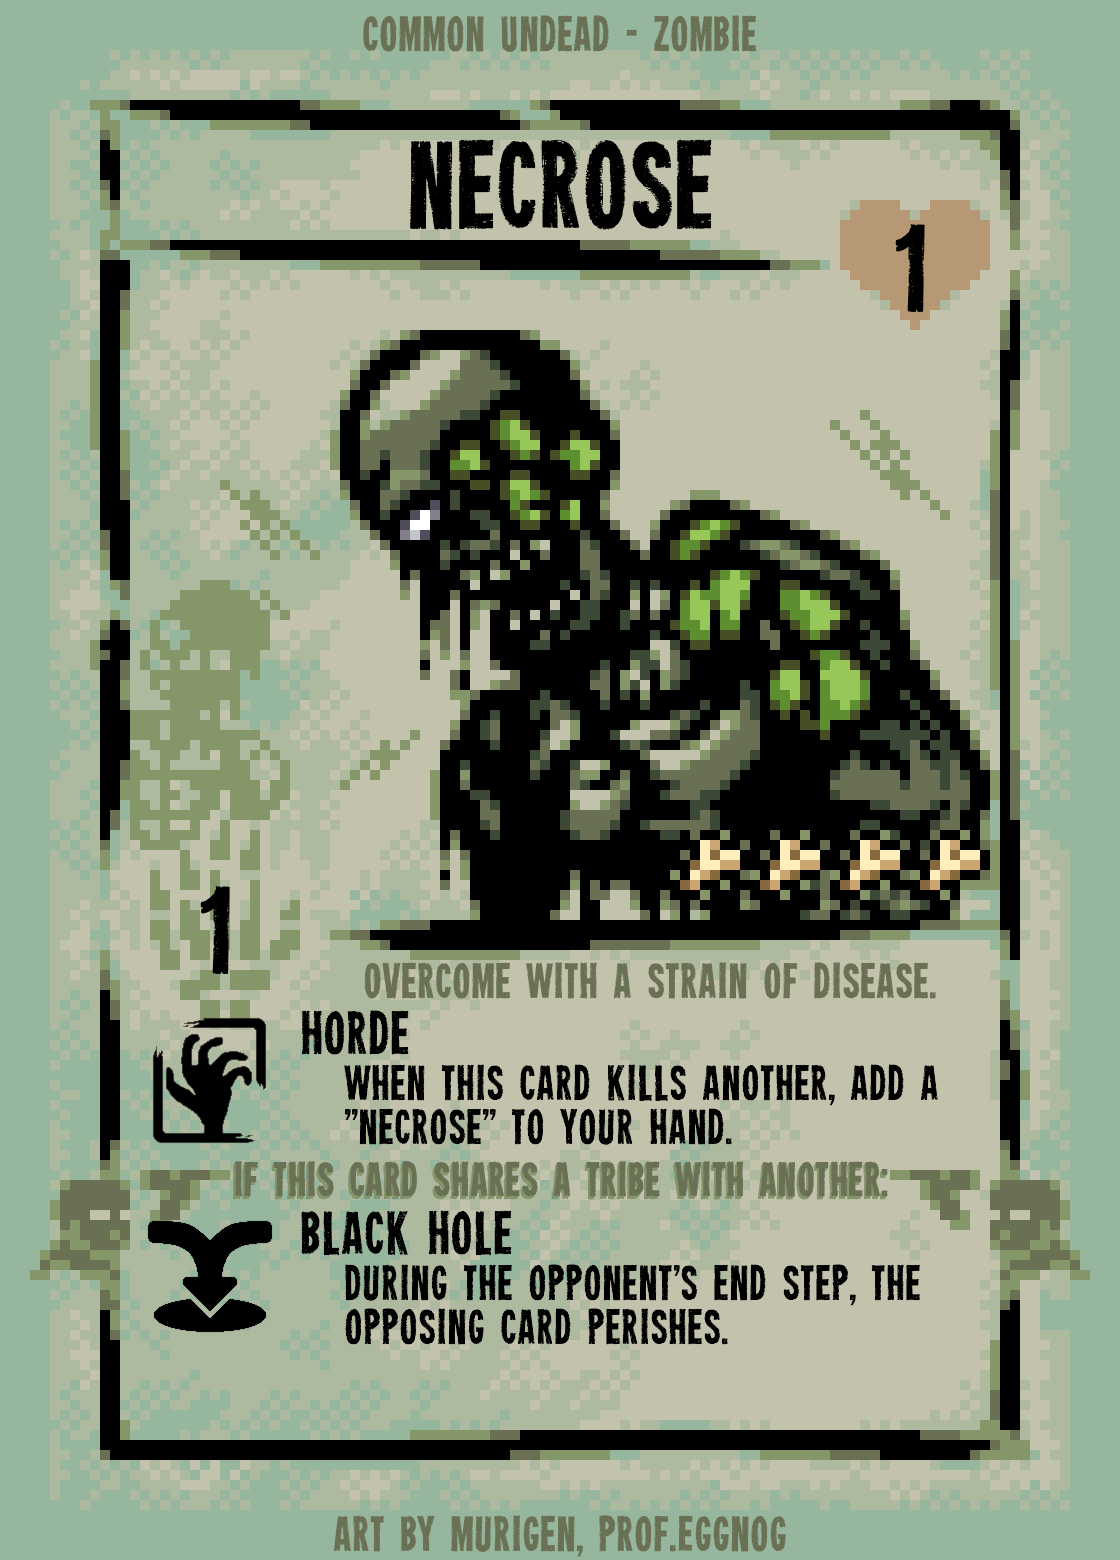 COMMON UNDEAD - ZOMBIE
NECROSE
1
1
OVERCOME WITH A STRAIN OF DISEASE.
HORDE
WHEN THIS CARD KILLS ANOTHER, ADD A
"NECROSE" TO YOUR HAND.
IF THIS CARD SHARES A TRIBE WITH ANOTHER:
BLACK HOLE
DURING THE OPPONENT'S END STEP, THE
OPPOSING CARD PERISHES.
ART BY MURIGEN, PROF.EGGNOG